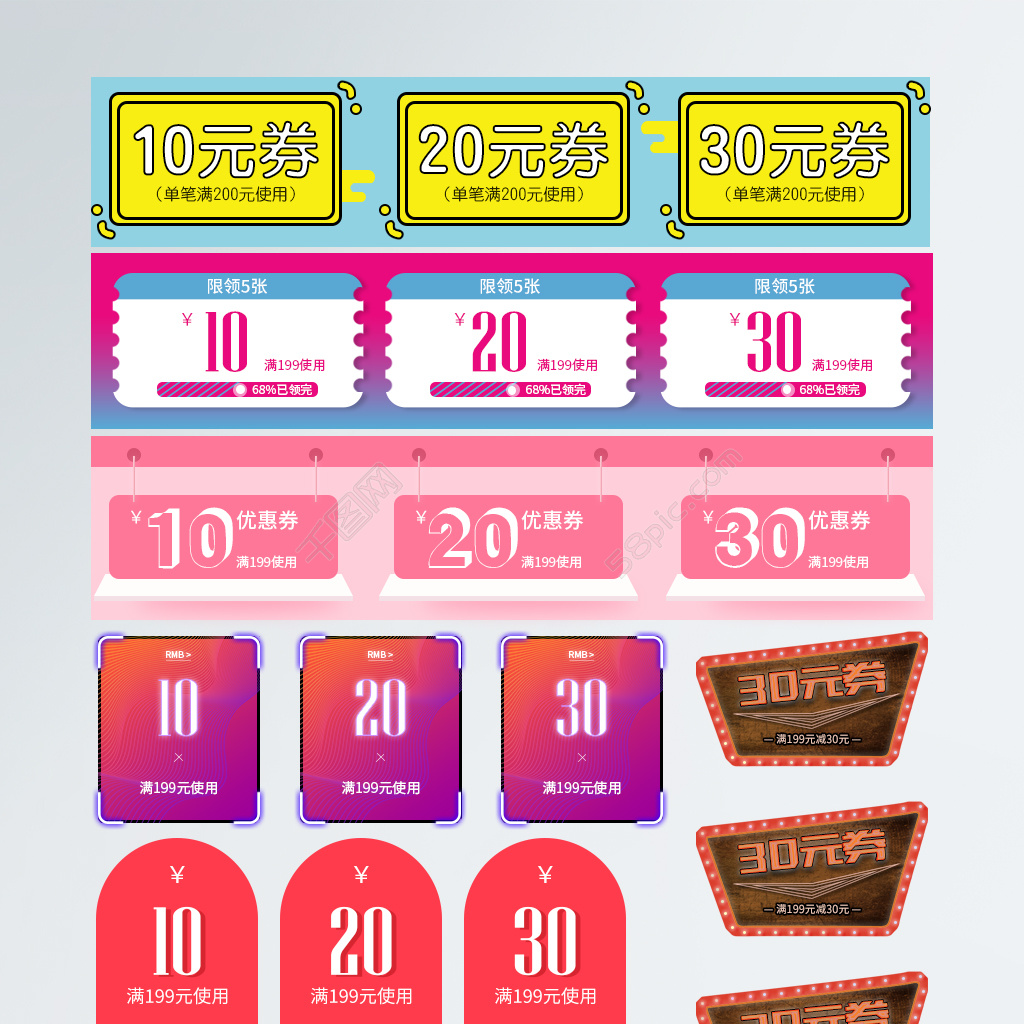 10元券
(单笔满200元使用)
20元券
(单笔满200元使用)
30元券
(单笔满200元使用)
限领5张
¥ 10
满199使用
68%已领完
限领5张
¥ 20
满199使用
68%已领完
限领5张
¥ 30
满199使用
68%已领完
¥ 10 优惠券
满199使用
¥ 20 优惠券
满199使用
¥ 30 优惠券
满199使用
千图网
58pic.com
RMB>
10
×
满199元使用
RMB>
20
×
满199元使用
RMB>
30
×
满199元使用
30元券
— 满199元减30元 —
30元券
— 满199元减30元 —
¥
10
满199元使用
¥
20
满199元使用
¥
30
满199元使用
30元券